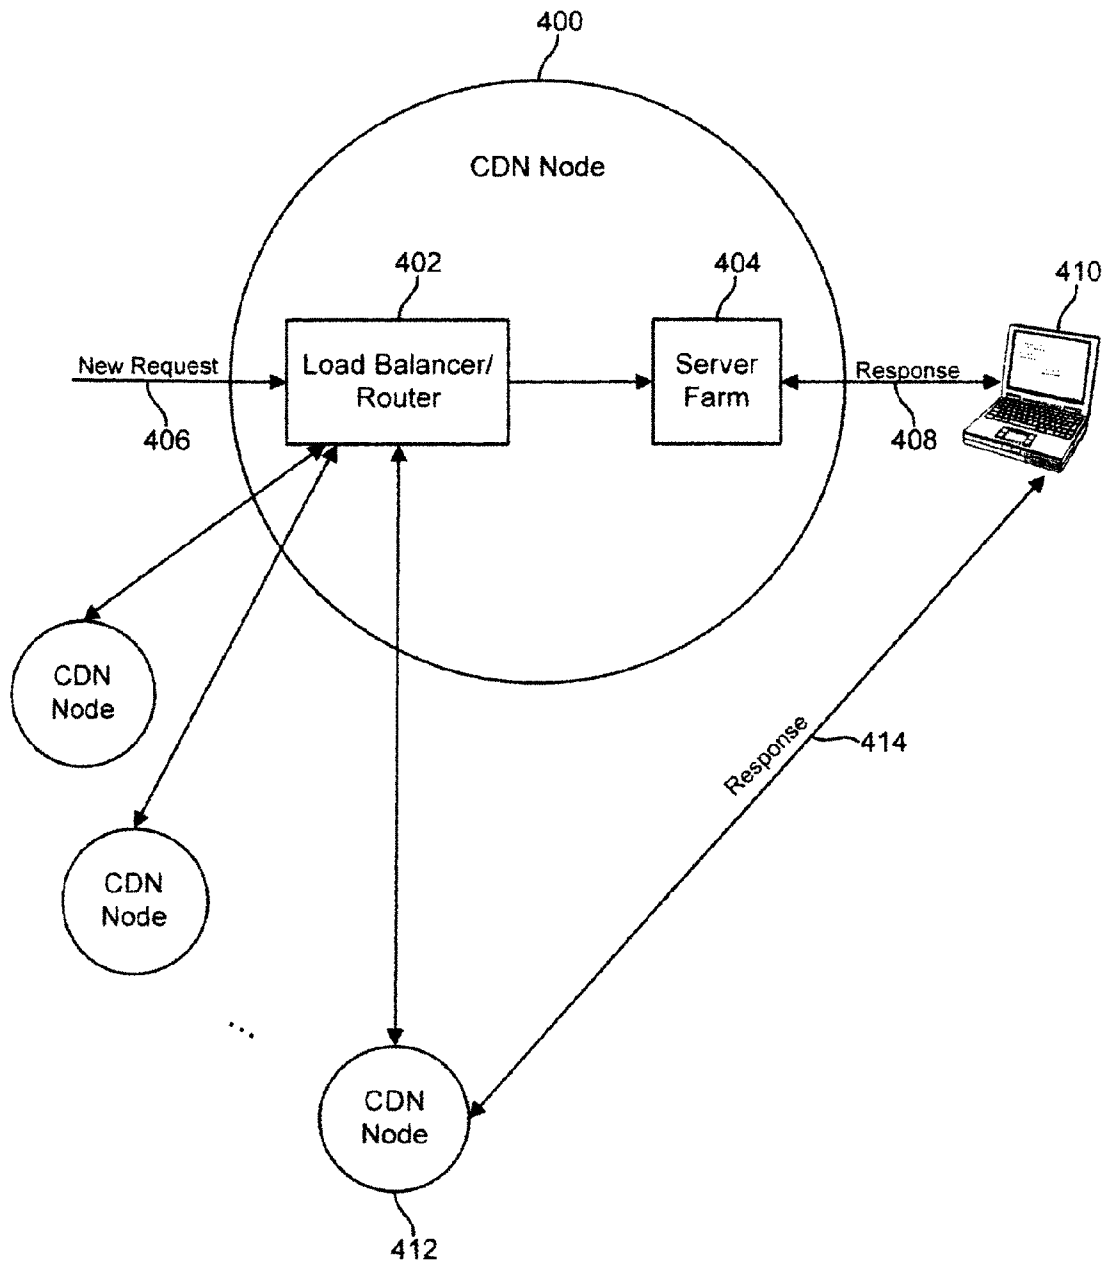 400
CDN Node
402
404
410
New Request
Load Balancer/
Router
Server
Farm
Response
406
408
CDN
Node
Response
414
CDN
Node
...
CDN
Node
412